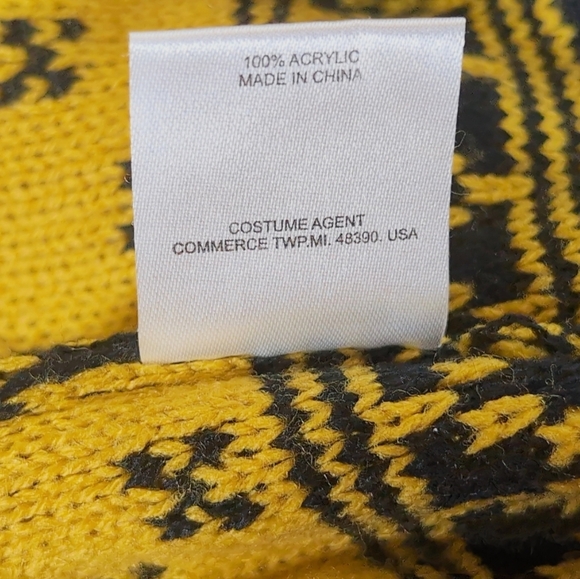 100% ACRYLIC
MADE IN CHINA
COSTUME AGENT
COMMERCE TWP.MI. 48390. USA